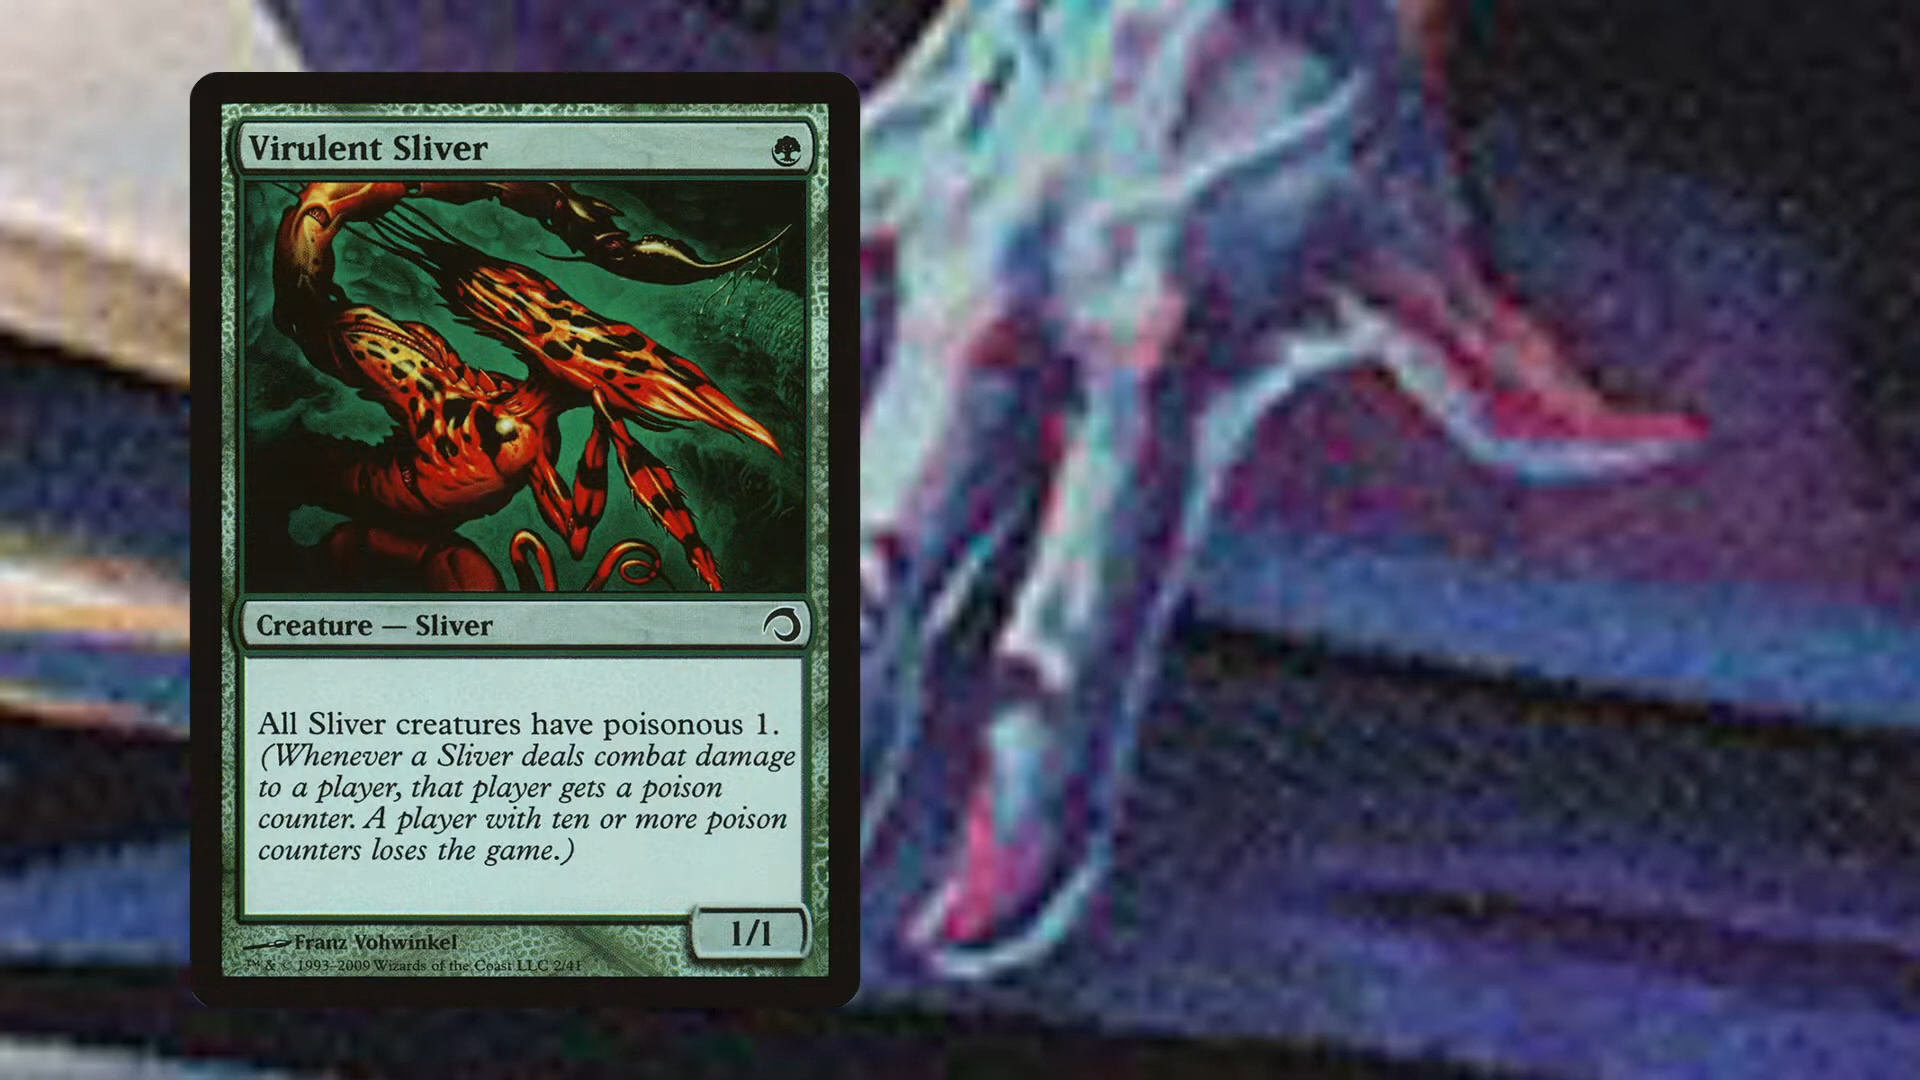 Virulent Sliver
Creature — Sliver
All Sliver creatures have poisonous 1.
(Whenever a Sliver deals combat damage
to a player, that player gets a poison
counter. A player with ten or more poison
counters loses the game.)
1/1
Franz Vohwinkel
™ & © 1993–2009 Wizards of the Coast LLC 2/41